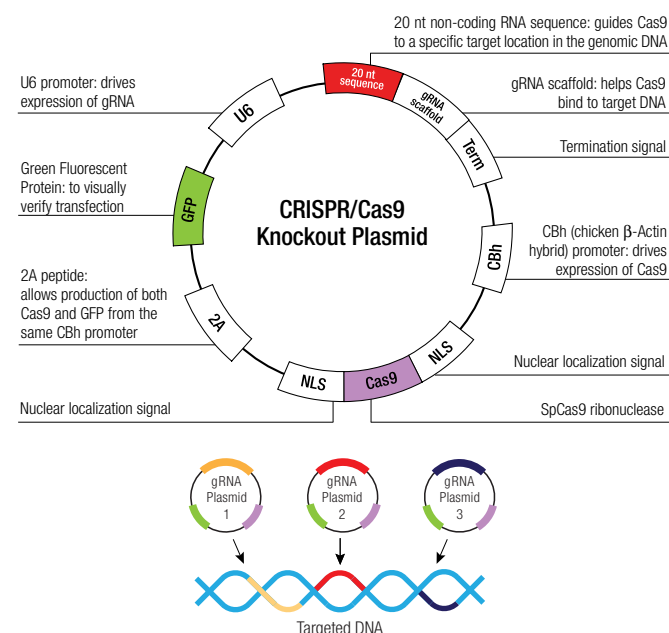 20 nt non-coding RNA sequence: guides Cas9
to a specific target location in the genomic DNA
U6 promoter: drives
expression of gRNA
gRNA scaffold: helps Cas9
bind to target DNA
Termination signal
Green Fluorescent
Protein: to visually
verify transfection
CBh (chicken β-Actin
hybrid) promoter: drives
expression of Cas9
2A peptide:
allows production of both
Cas9 and GFP from the
same CBh promoter
Nuclear localization signal
Nuclear localization signal
SpCas9 ribonuclease
20 nt
sequence
gRNA
scaffold
Term
CBh
NLS
Cas9
NLS
2A
GFP
U6
CRISPR/Cas9
Knockout Plasmid
gRNA
Plasmid
1
gRNA
Plasmid
2
gRNA
Plasmid
3
Targeted DNA